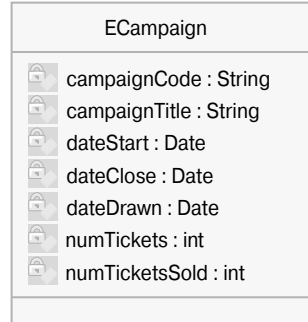 ECampaign
campaignCode : String
campaignTitle : String
dateStart : Date
dateClose : Date
dateDrawn : Date
numTickets : int
numTicketsSold : int